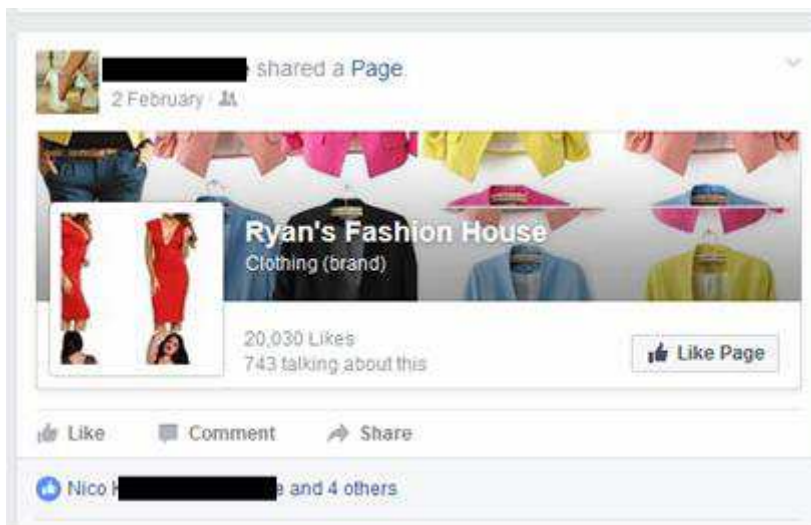 shared a Page.
2 February
Ryan's Fashion House
Clothing (brand)
20,030 Likes
743 talking about this
Like Page
Like Comment Share
Nico and 4 others